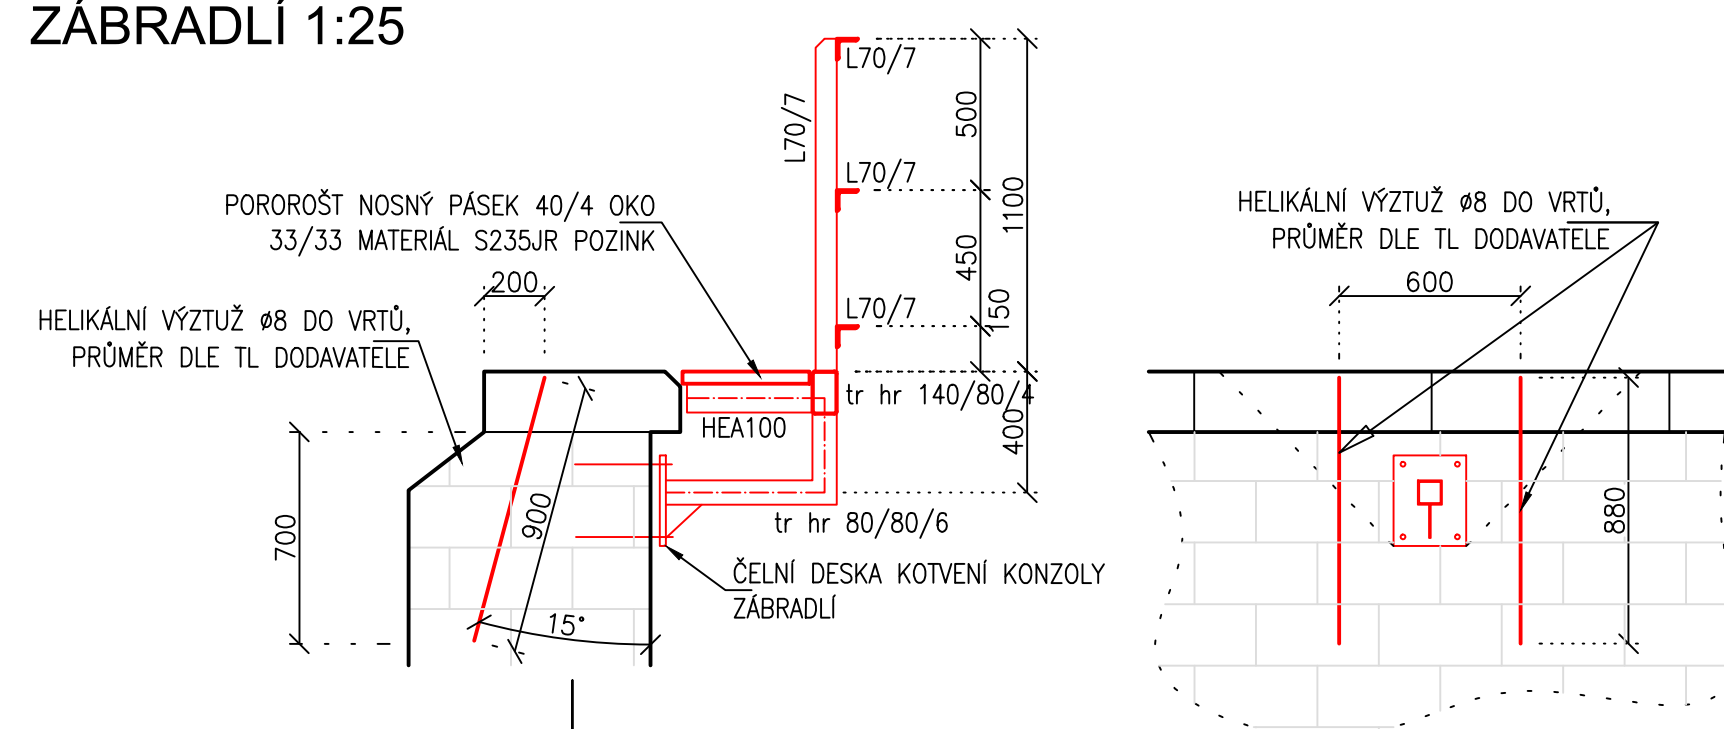 ZÁBRADLÍ 1:25
L70/7
L70/7
500
L70/7
1100
POROROŠT NOSNÝ PÁSEK 40/4 OKO
33/33 MATERIÁL S235JR POZINK
450
HELIKÁLNÍ VÝZTUŽ ø8 DO VRTŮ,
PRŮMĚR DLE TL DODAVATELE
200
600
L70/7
150
HELIKÁLNÍ VÝZTUŽ ø8 DO VRTŮ,
PRŮMĚR DLE TL DODAVATELE
tr hr 140/80/4
HEA100
400
900
700
880
tr hr 80/80/6
ČELNÍ DESKA KOTVENÍ KONZOLY
ZÁBRADLÍ
15°